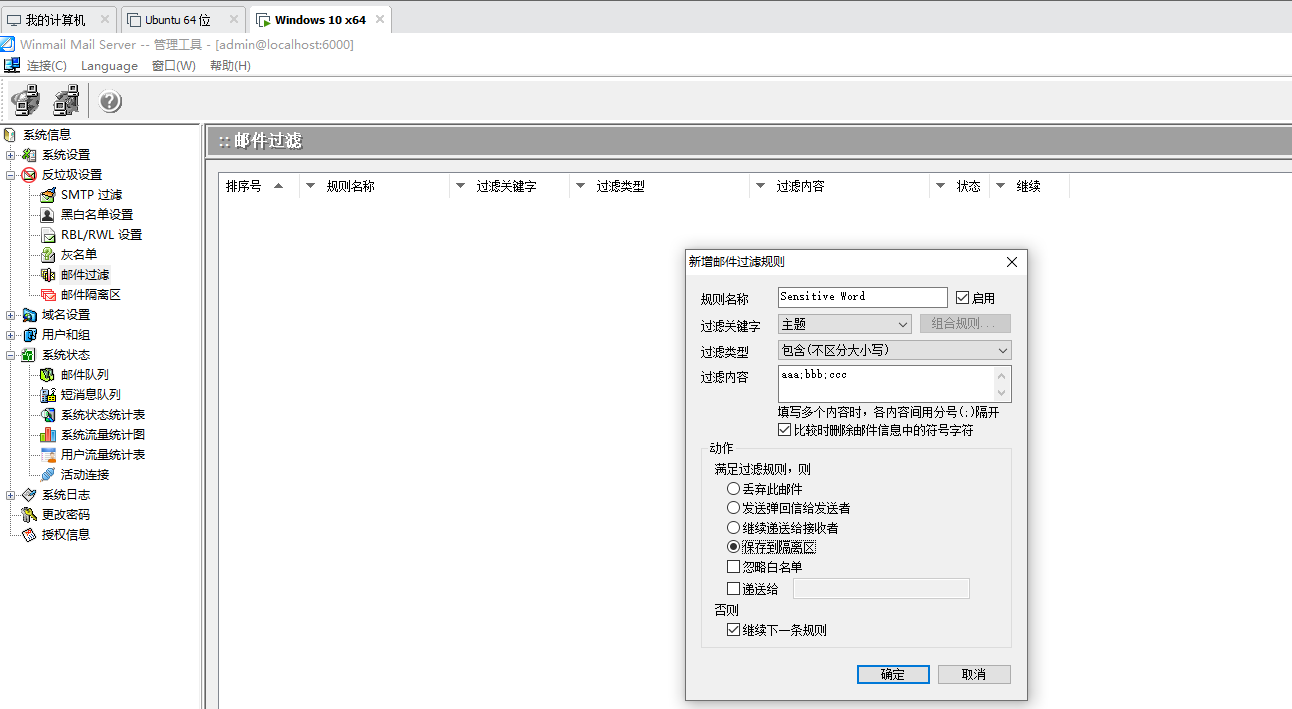 我的计算机 Ubuntu 64 位 Windows 10 x64
Winmail Mail Server -- 管理工具 - [admin@localhost:6000]
连接(C) Language 窗口(W) 帮助(H)
系统信息
系统设置
反垃圾设置
SMTP 过滤
黑白名单设置
RBL/RWL 设置
灰名单
邮件过滤
邮件隔离区
域名设置
用户和组
系统状态
邮件队列
短消息队列
系统状态统计表
系统流量统计图
用户流量统计表
活动连接
系统日志
更改密码
授权信息
:: 邮件过滤
排序号 规则名称 过滤关键字 过滤类型 过滤内容 状态 继续
新增邮件过滤规则
规则名称 Sensitive Word 启用
过滤关键字 主题 组合规则...
过滤类型 包含(不区分大小写)
过滤内容 aaa;bbb;ccc
填写多个内容时，各内容间用分号(;)隔开
比较时删除邮件信息中的符号字符
动作
满足过滤规则，则
丢弃此邮件
发送弹回信给发送者
继续递送给接收者
保存到隔离区
忽略白名单
递送给
否则
继续下一条规则
确定 取消